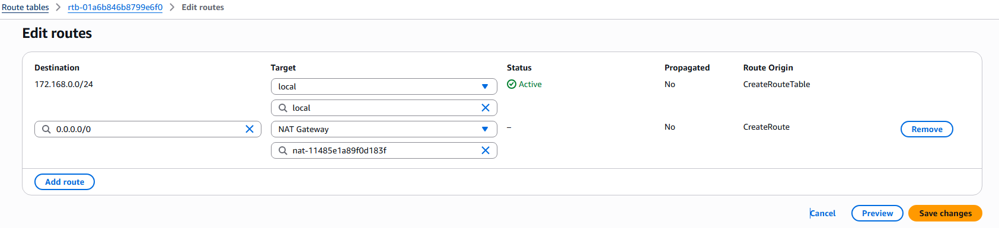 Route tables > rtb-01a6b846b8799e6f0 > Edit routes
Edit routes
Destination Target Status Propagated Route Origin
172.168.0.0/24 local Active No CreateRouteTable
local
0.0.0.0/0 NAT Gateway – No CreateRoute Remove
nat-11485e1a89f0d183f
Add route
Cancel Preview Save changes